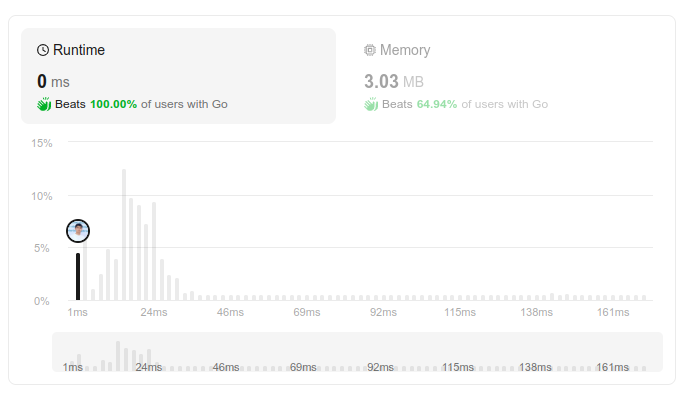 Runtime
0 ms
Beats 100.00% of users with Go
Memory
3.03 MB
Beats 64.94% of users with Go
15%
10%
5%
0%
1ms 24ms 46ms 69ms 92ms 115ms 138ms 161ms
1ms 24ms 46ms 69ms 92ms 115ms 138ms 161ms